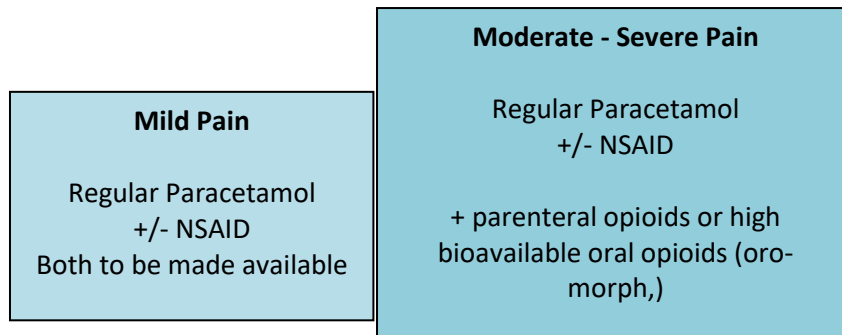 Mild Pain
Regular Paracetamol
+/- NSAID
Both to be made available
Moderate - Severe Pain
Regular Paracetamol
+/- NSAID
+ parenteral opioids or high
bioavailable oral opioids (oro-
morph,)